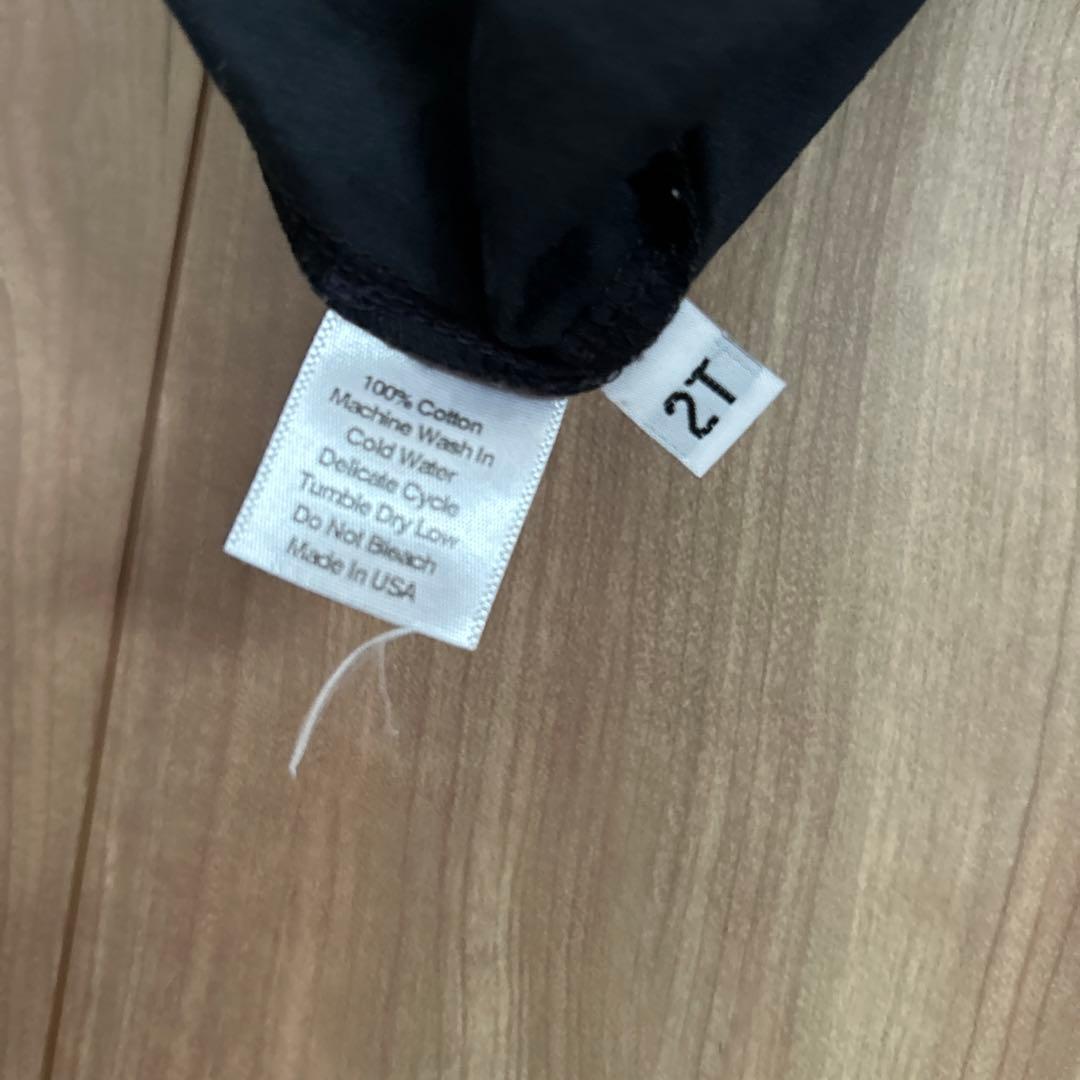 100% Cotton
Machine Wash In
Cold Water
Delicate Cycle
Tumble Dry Low
Do Not Bleach
Made In USA
2T